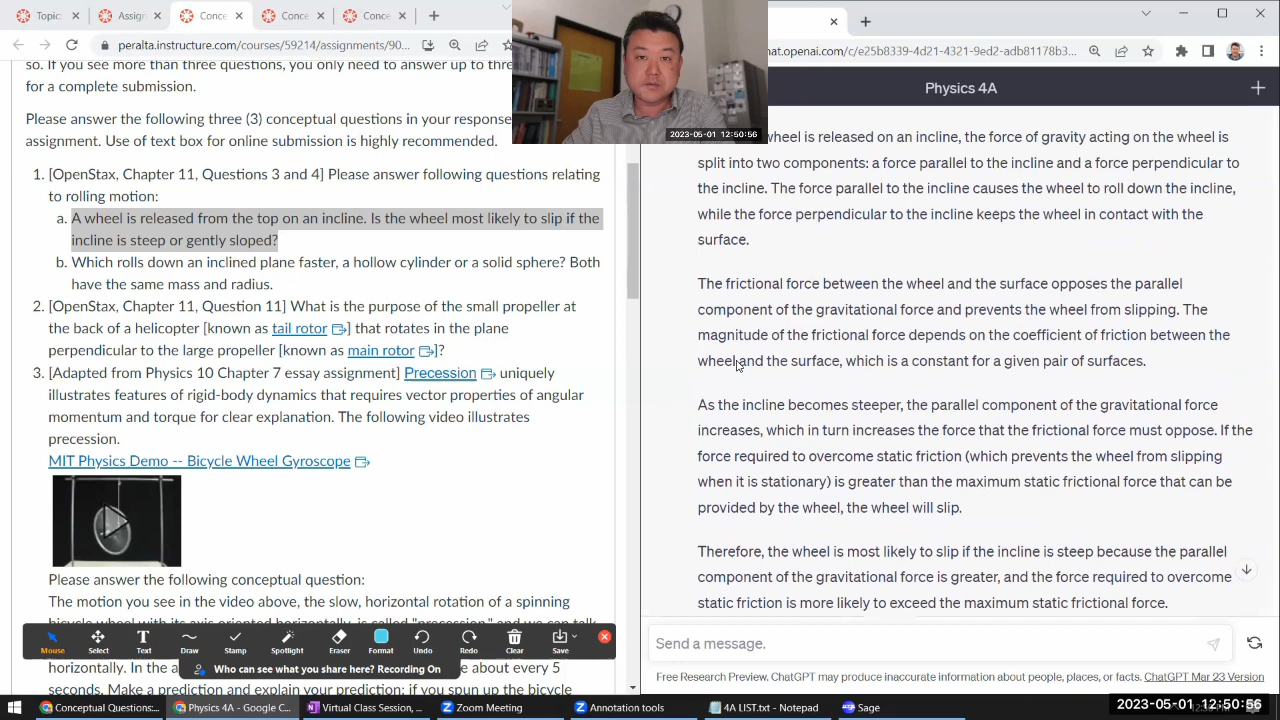 Topic:
Assig
Conce
Conce
Conce
peralta.instructure.com/courses/59214/assignments/90...
so. If you see more than three questions, you only need to answer up to thre
for a complete submission.
Please answer the following three (3) conceptual questions in your response
assignment. Use of text box for online submission is highly recommended.
1. [OpenStax, Chapter 11, Questions 3 and 4] Please answer following questions relating
to rolling motion:
a. A wheel is released from the top on an incline. Is the wheel most likely to slip if the
incline is steep or gently sloped?
b. Which rolls down an inclined plane faster, a hollow cylinder or a solid sphere? Both
have the same mass and radius.
2. [OpenStax, Chapter 11, Question 11] What is the purpose of the small propeller at
the back of a helicopter [known as tail rotor ] that rotates in the plane
perpendicular to the large propeller [known as main rotor ]?
3. [Adapted from Physics 10 Chapter 7 essay assignment] Precession uniquely
illustrates features of rigid-body dynamics that requires vector properties of angular
momentum and torque for clear explanation. The following video illustrates
precession.
MIT Physics Demo -- Bicycle Wheel Gyroscope
Please answer the following conceptual question:
The motion you see in the video above, the slow, horizontal rotation of a spinning
Mouse
Select
Text
Draw
Stamp
Spotlight
Eraser
Format
Undo
Redo
Clear
Save
Who can see what you share here? Recording On
horizontally. In the a
e about every 5
seconds. Make a prediction and explain your prediction: if you spun up the bicycle
2023-05-01 12:50:56
hat.openai.com/c/e25b8339-4d21-4321-9ed2-adb81178b3...
Physics 4A
wheel is released on an incline, the force of gravity acting on the wheel is
split into two components: a force parallel to the incline and a force perpendicular to
the incline. The force parallel to the incline causes the wheel to roll down the incline,
while the force perpendicular to the incline keeps the wheel in contact with the
surface.
The frictional force between the wheel and the surface opposes the parallel
component of the gravitational force and prevents the wheel from slipping. The
magnitude of the frictional force depends on the coefficient of friction between the
wheel and the surface, which is a constant for a given pair of surfaces.
As the incline becomes steeper, the parallel component of the gravitational force
increases, which in turn increases the force that the frictional force must oppose. If the
force required to overcome static friction (which prevents the wheel from slipping
when it is stationary) is greater than the maximum static frictional force that can be
provided by the wheel, the wheel will slip.
Therefore, the wheel is most likely to slip if the incline is steep because the parallel
component of the gravitational force is greater, and the force required to overcome
static friction is more likely to exceed the maximum static frictional force.
Send a message.
Free Research Preview. ChatGPT may produce inaccurate information about people, places, or facts. ChatGPT Mar 23 Version
Conceptual Questions:...
Physics 4A - Google C...
Virtual Class Session, ...
Zoom Meeting
Annotation tools
4A LIST.txt - Notepad
Sage
2023-05-01 12:50:56